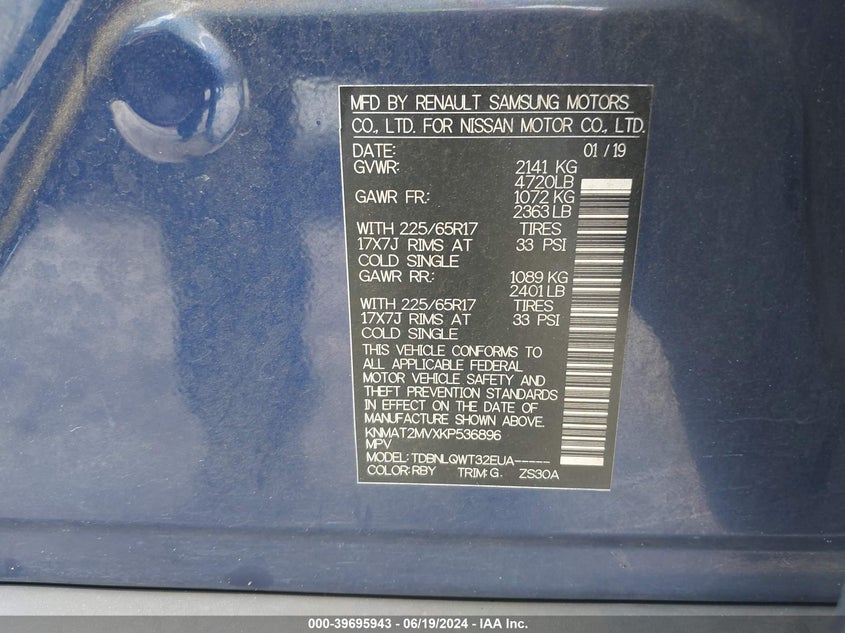 MFD BY RENAULT SAMSUNG MOTORS
CO., LTD. FOR NISSAN MOTOR CO., LTD.
DATE: 01 / 19
GVWR: 2141 KG
4720LB
GAWR FR.: 1072 KG
2363 LB
WITH 225/65R17 TIRES
17X7J RIMS AT 33 PSI
COLD SINGLE
GAWR RR.: 1089 KG
2401 LB
WITH 225/65R17 TIRES
17X7J RIMS AT 33 PSI
COLD SINGLE
THIS VEHICLE CONFORMS TO
ALL APPLICABLE FEDERAL
MOTOR VEHICLE SAFETY AND
THEFT PREVENTION STANDARDS
IN EFFECT ON THE DATE OF
MANUFACTURE SHOWN ABOVE.
KNMAT2MVXKP536896
MPV
MODEL: TDBNLQWT32EUA------
COLOR:RBY TRIM:G. ZS30A
000-39695943 - 06/19/2024 - IAA Inc.